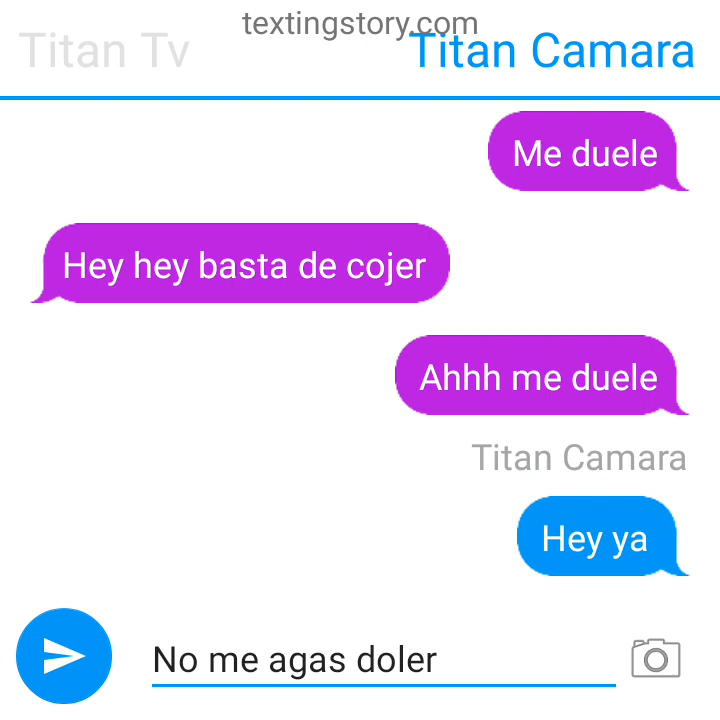 textingstory.com
Titan Tv
Titan Camara
Me duele
Hey hey basta de cojer
Ahhh me duele
Titan Camara
Hey ya
No me agas doler